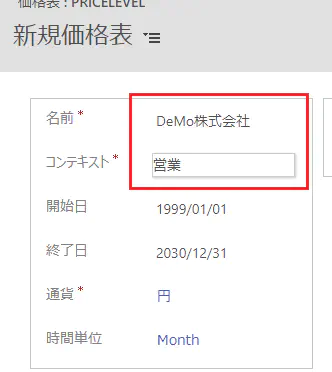 価格表 : PRICELEVEL
新規価格表
名前*
DeMo株式会社
コンテキスト*
営業
開始日
1999/01/01
終了日
2030/12/31
通貨*
円
時間単位
Month